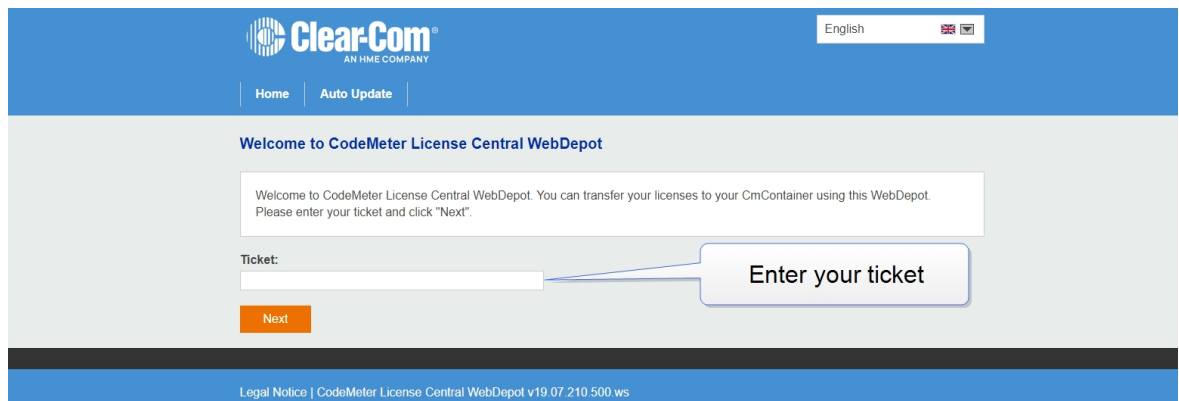 Clear-Com®
AN HME COMPANY
English
Home
Auto Update
Welcome to CodeMeter License Central WebDepot
Welcome to CodeMeter License Central WebDepot. You can transfer your licenses to your CmContainer using this WebDepot.
Please enter your ticket and click "Next".
Ticket:
Enter your ticket
Next
Legal Notice | CodeMeter License Central WebDepot v19.07.210.500.ws